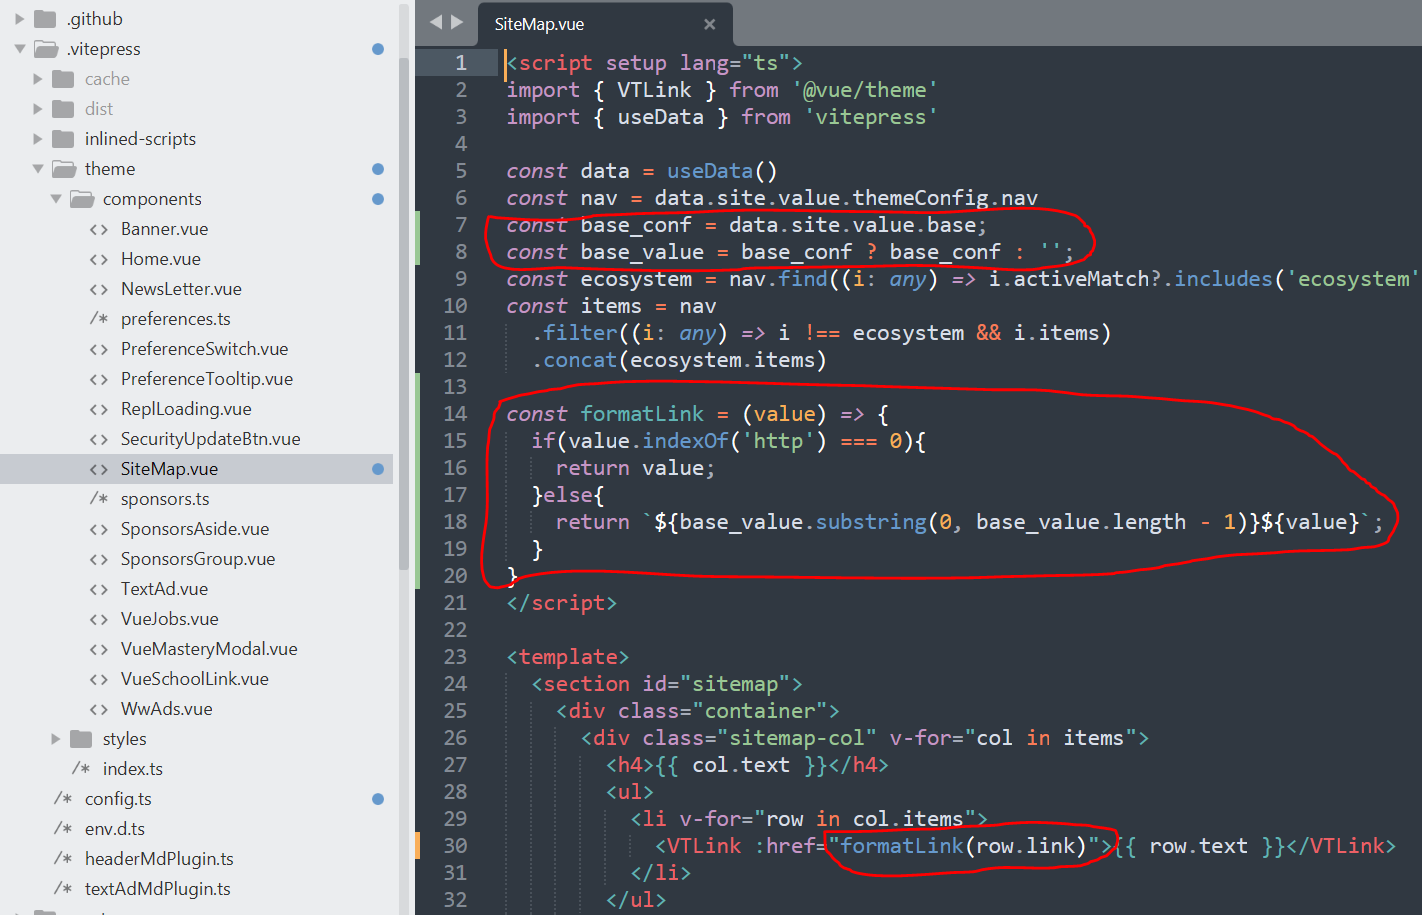 .github
.vitepress
cache
dist
inlined-scripts
theme
components
<> Banner.vue
<> Home.vue
<> NewsLetter.vue
/* preferences.ts
<> PreferenceSwitch.vue
<> PreferenceTooltip.vue
<> ReplLoading.vue
<> SecurityUpdateBtn.vue
<> SiteMap.vue
/* sponsors.ts
<> SponsorsAside.vue
<> SponsorsGroup.vue
<> TextAd.vue
<> VueJobs.vue
<> VueMasteryModal.vue
<> VueSchoolLink.vue
<> WwAds.vue
styles
/* index.ts
/* config.ts
/* env.d.ts
/* headerMdPlugin.ts
/* textAdMdPlugin.ts
SiteMap.vue ×
1 <script setup lang="ts">
2 import { VTLink } from '@vue/theme'
3 import { useData } from 'vitepress'
4
5 const data = useData()
6 const nav = data.site.value.themeConfig.nav
7 const base_conf = data.site.value.base;
8 const base_value = base_conf ? base_conf : '';
9 const ecosystem = nav.find((i: any) => i.activeMatch?.includes('ecosystem'
10 const items = nav
11 .filter((i: any) => i !== ecosystem && i.items)
12 .concat(ecosystem.items)
13
14 const formatLink = (value) => {
15 if(value.indexOf('http') === 0){
16 return value;
17 }else{
18 return `${base_value.substring(0, base_value.length - 1)}${value}`;
19 }
20 }
21 </script>
22
23 <template>
24 <section id="sitemap">
25 <div class="container">
26 <div class="sitemap-col" v-for="col in items">
27 <h4>{{ col.text }}</h4>
28 <ul>
29 <li v-for="row in col.items">
30 <VTLink :href="formatLink(row.link)">{{ row.text }}</VTLink>
31 </li>
32 </ul>